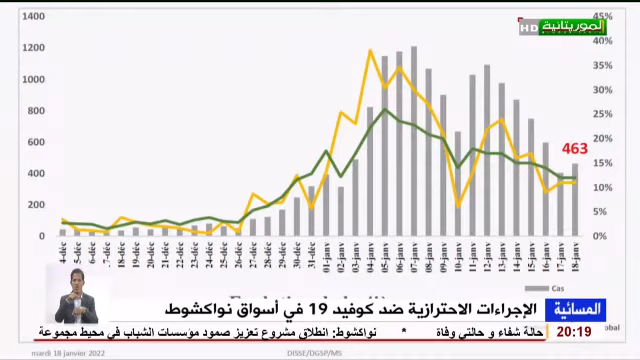 1400
1200
1000
800
600
400
200
0
45%
40%
35%
30%
25%
20%
15%
10%
5%
0%
HD الموريتانية
463
4-déc
5-déc
6-déc
7-déc
18-déc
19-déc
20-déc
21-déc
22-déc
23-déc
24-déc
25-déc
26-déc
27-déc
28-déc
29-déc
30-déc
31-déc
01-janv
02-janv
03-janv
04-janv
05-janv
06-janv
07-janv
08-janv
09-janv
10-janv
11-janv
12-janv
13-janv
14-janv
15-janv
16-janv
17-janv
18-janv
Cas
المسائية
الإجراءات الاحترازية ضد كوفيد 19 في أسواق نواكشوط
20:19
حالة شفاء و حالتي وفاة * نواكشوط: انطلاق مشروع تعزيز صمود مؤسسات الشباب في محيط مجموعة
mardi 18 janvier 2022
DISSE/DGSP/MS
obal